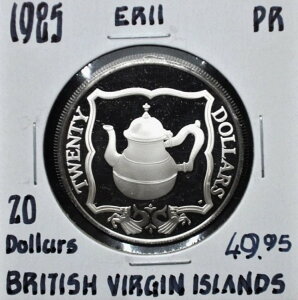 1985 ERII PR
TWENTY DOLLARS
20
Dollars 49.95
BRITISH VIRGIN ISLANDS